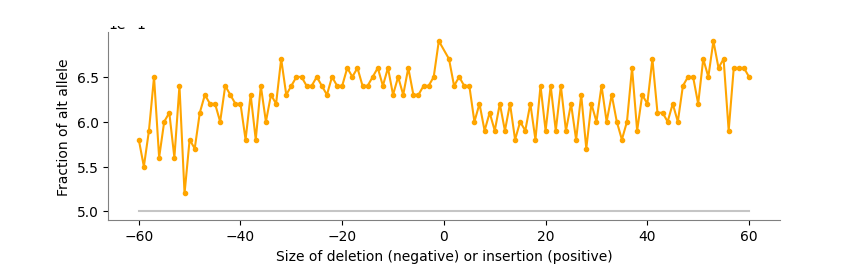 6.5
6.0
5.5
5.0
Fraction of alt allele
−60 −40 −20 0 20 40 60
Size of deletion (negative) or insertion (positive)